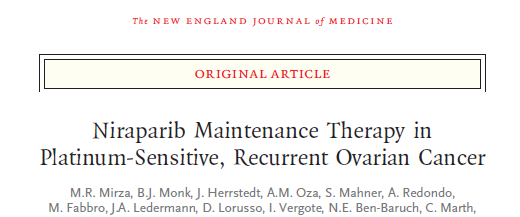 The NEW ENGLAND JOURNAL of MEDICINE
ORIGINAL ARTICLE
Niraparib Maintenance Therapy in
Platinum-Sensitive, Recurrent Ovarian Cancer
M.R. Mirza, B.J. Monk, J. Herrstedt, A.M. Oza, S. Mahner, A. Redondo,
M. Fabbro, J.A. Ledermann, D. Lorusso, I. Vergote, N.E. Ben-Baruch, C. Marth,